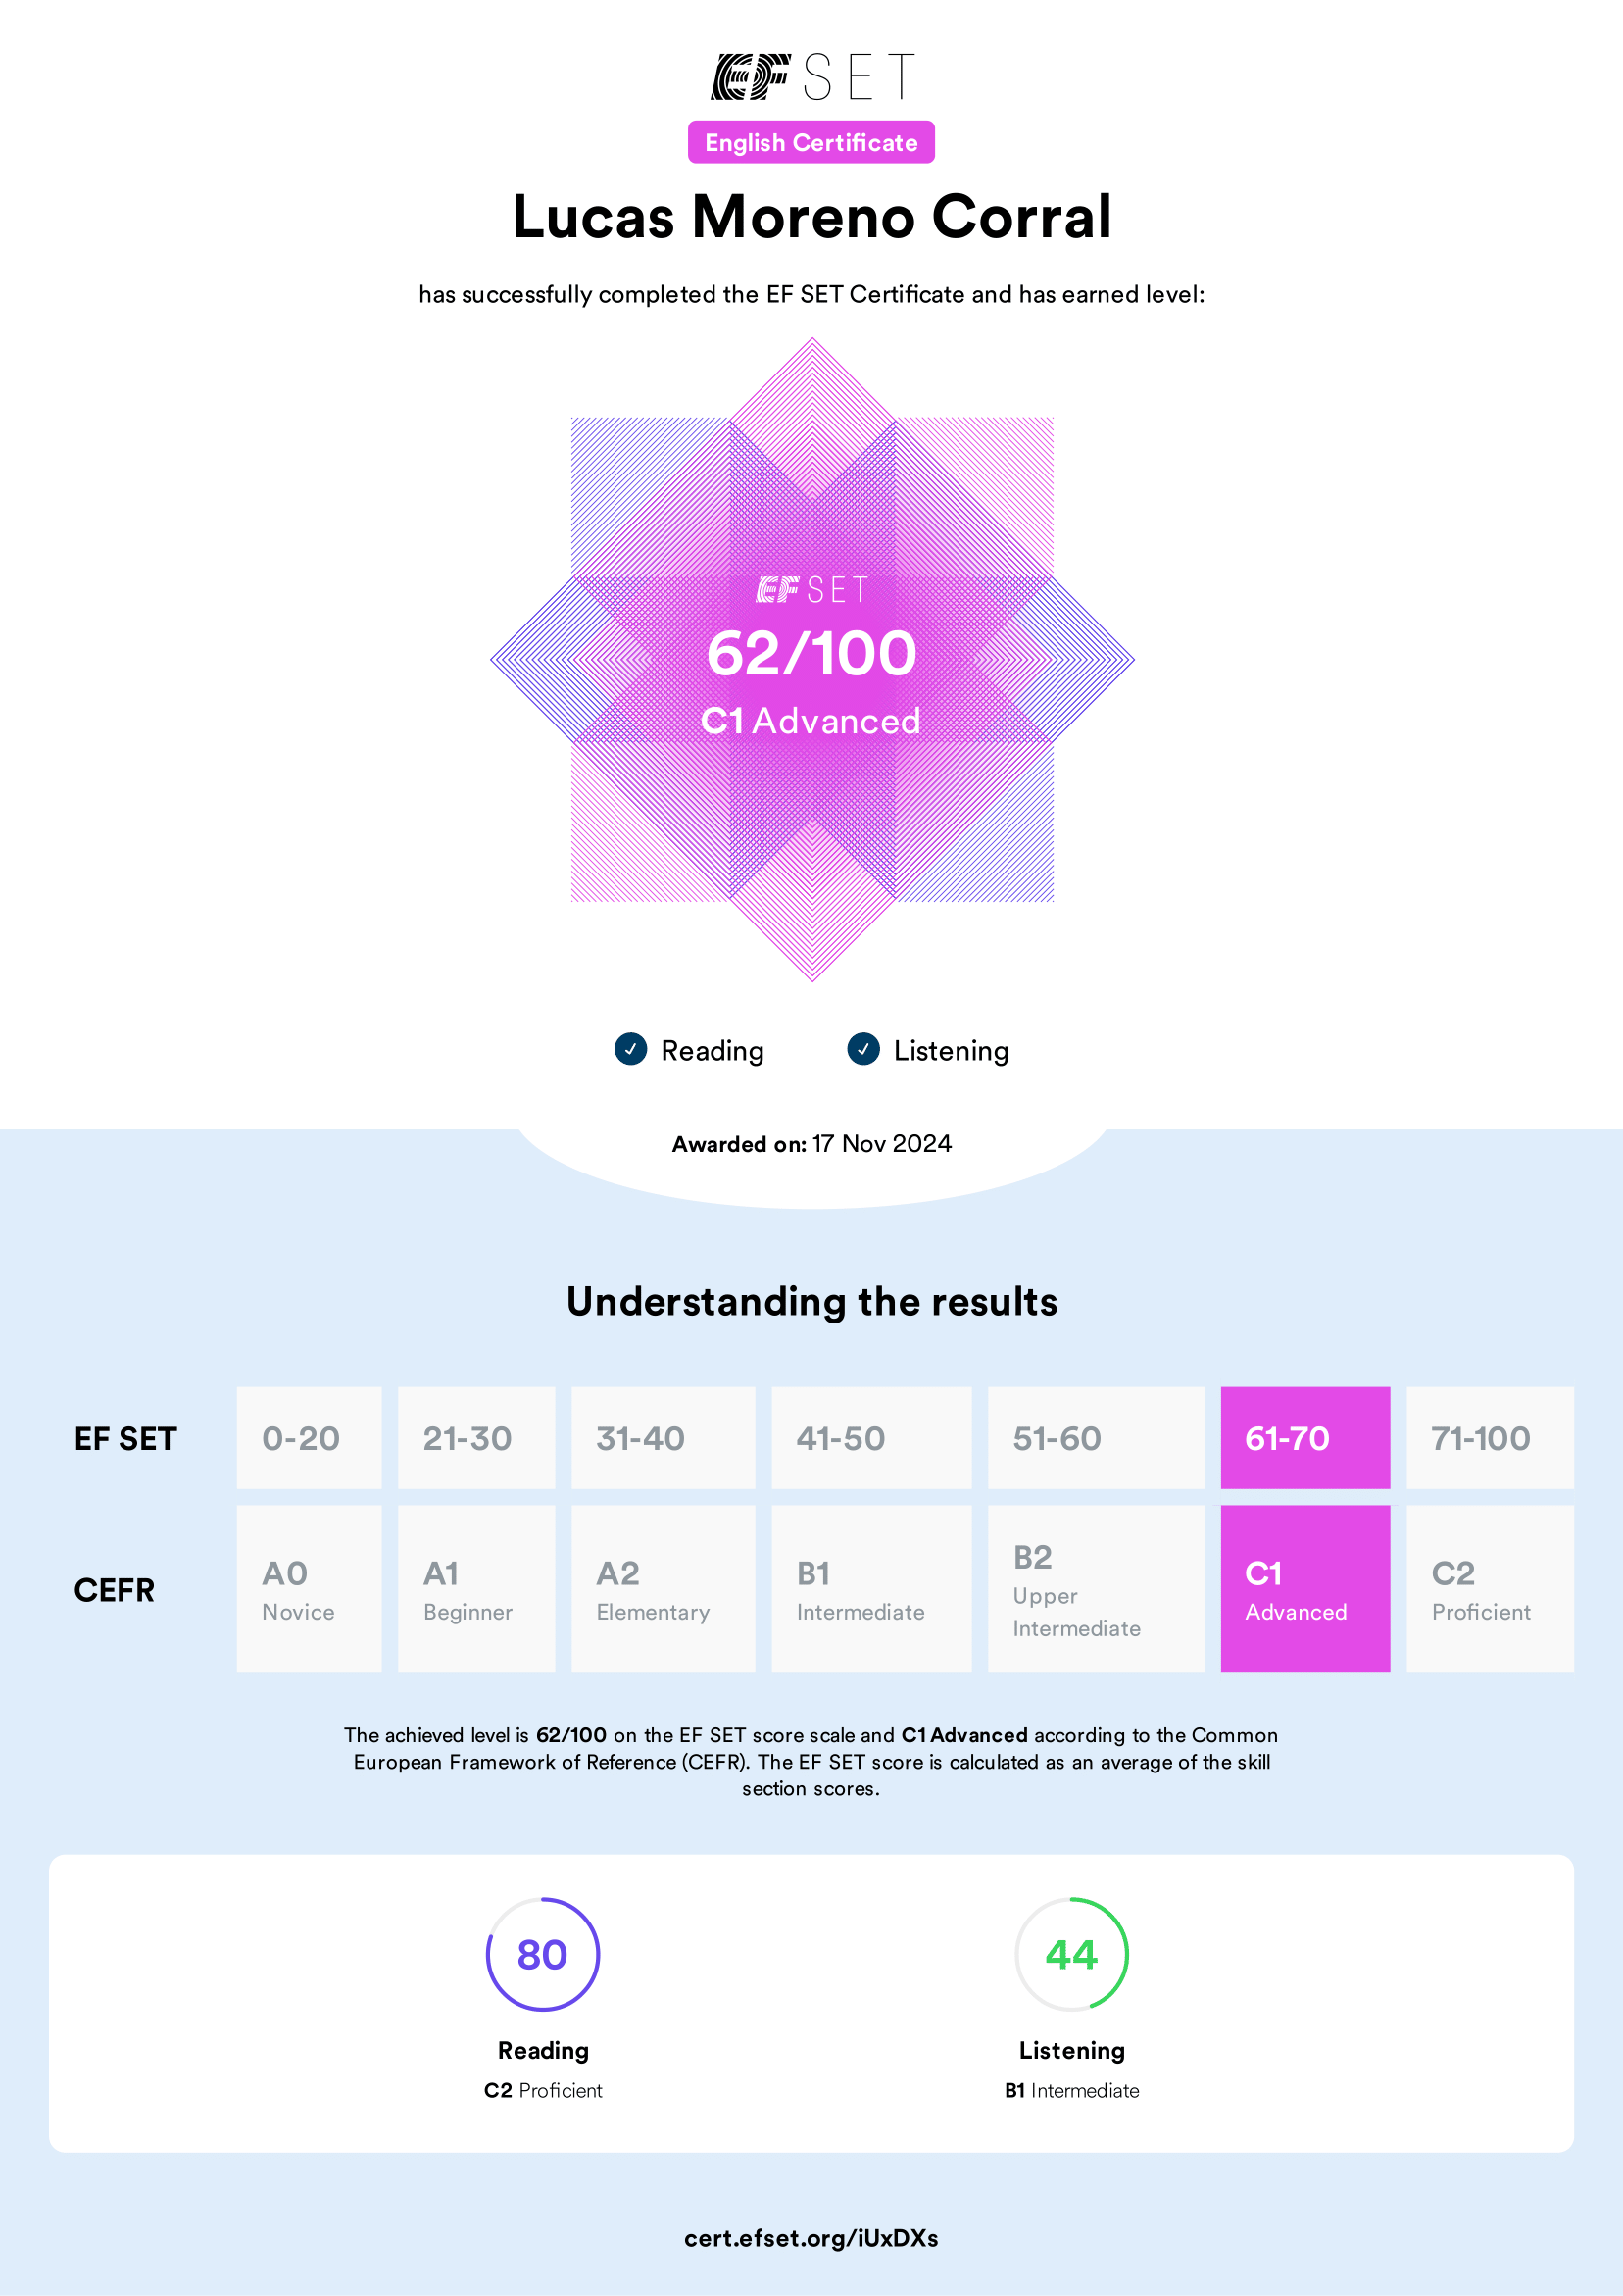 EF SET
English Certificate
Lucas Moreno Corral
has successfully completed the EF SET Certificate and has earned level:
EF SET
62/100
C1 Advanced
Reading Listening
Awarded on: 17 Nov 2024
Understanding the results
EF SET 0-20 21-30 31-40 41-50 51-60 61-70 71-100
CEFR
A0 Novice
A1 Beginner
A2 Elementary
B1 Intermediate
B2 Upper Intermediate
C1 Advanced
C2 Proficient
The achieved level is 62/100 on the EF SET score scale and C1 Advanced according to the Common
European Framework of Reference (CEFR). The EF SET score is calculated as an average of the skill
section scores.
80
Reading
C2 Proficient
44
Listening
B1 Intermediate
cert.efset.org/iUxDXs